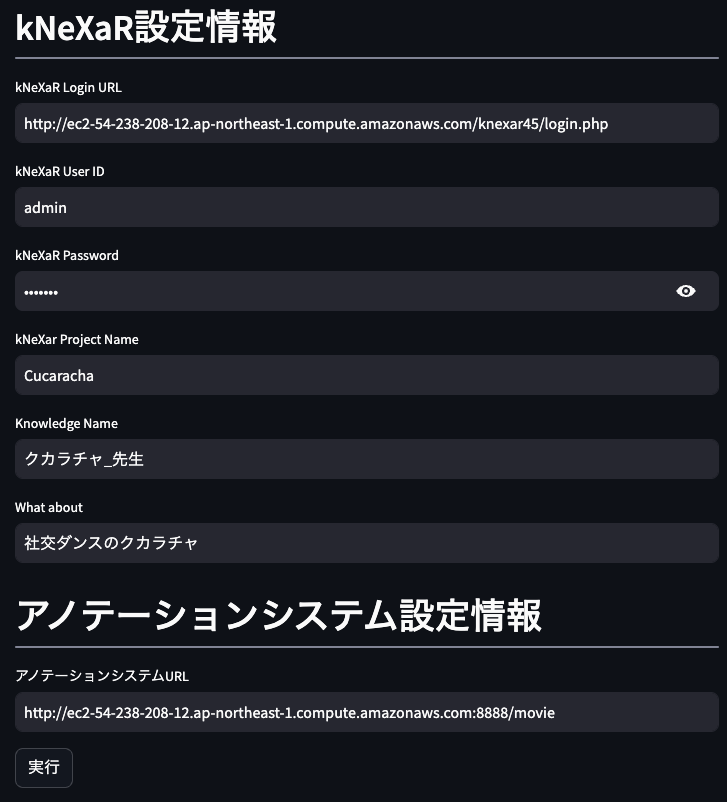 kNeXaR設定情報
kNeXaR Login URL
http://ec2-54-238-208-12.ap-northeast-1.compute.amazonaws.com/knexar45/login.php
kNeXaR User ID
admin
kNeXaR Password
•••••••
kNeXar Project Name
Cucaracha
Knowledge Name
クカラチャ_先生
What about
社交ダンスのクカラチャ
アノテーションシステム設定情報
アノテーションシステムURL
http://ec2-54-238-208-12.ap-northeast-1.compute.amazonaws.com:8888/movie
実行